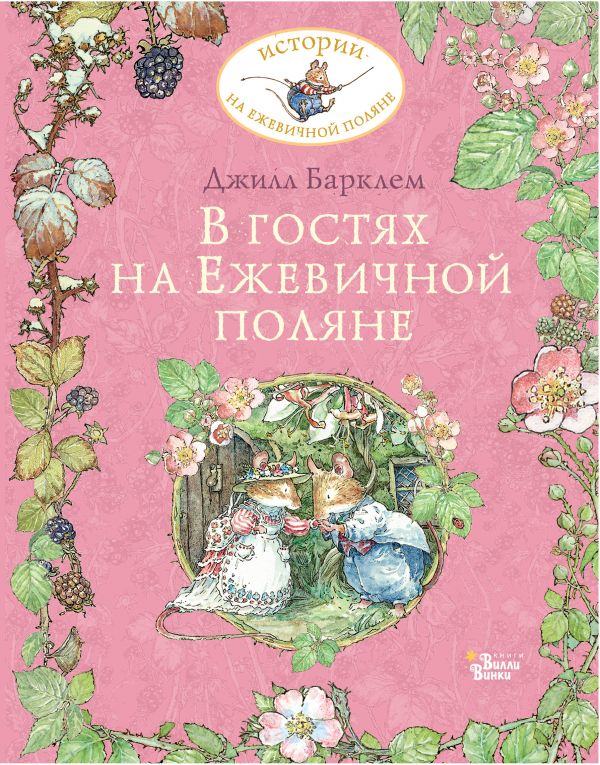 ИСТОРИИ
НА ЕЖЕВИЧНОЙ ПОЛЯНЕ
Джилл Барклем
В ГОСТЯХ
НА ЕЖЕВИЧНОЙ
ПОЛЯНЕ
КНИГИ
Вилли
Винки